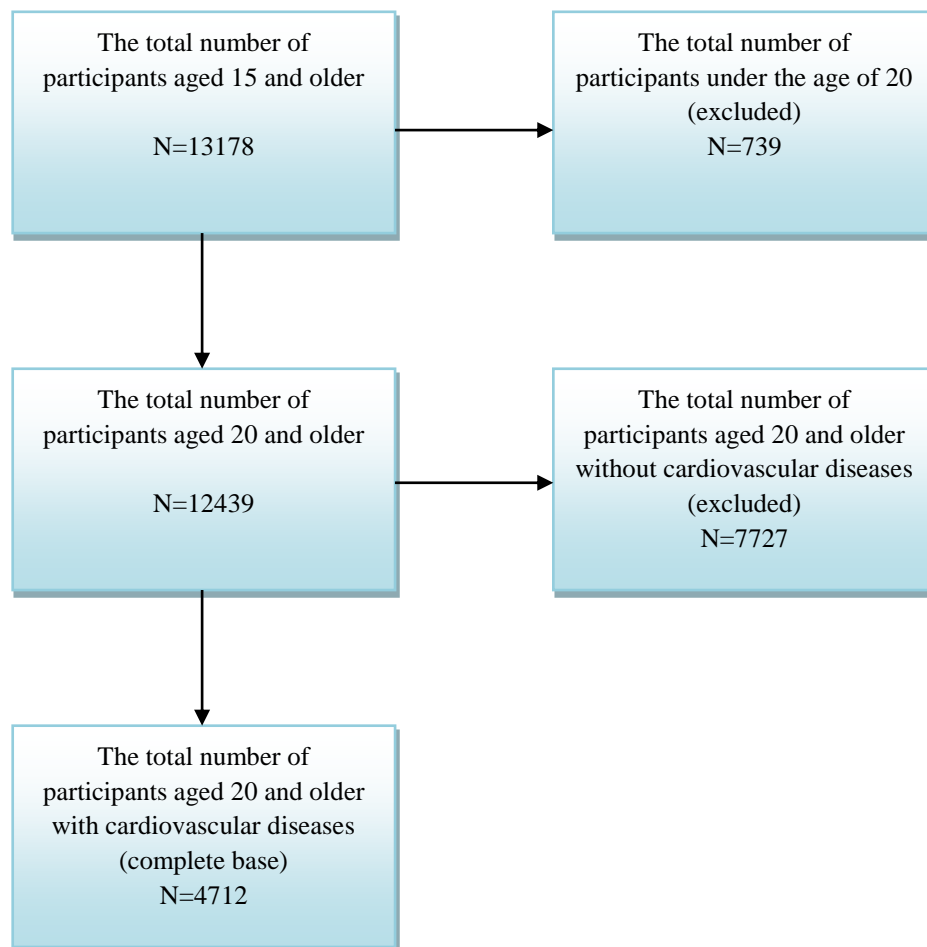 The total number of
participants aged 15 and older
N=13178
The total number of
participants under the age of 20
(excluded)
N=739
The total number of
participants aged 20 and older
N=12439
The total number of
participants aged 20 and older
without cardiovascular diseases
(excluded)
N=7727
The total number of
participants aged 20 and older
with cardiovascular diseases
(complete base)
N=4712